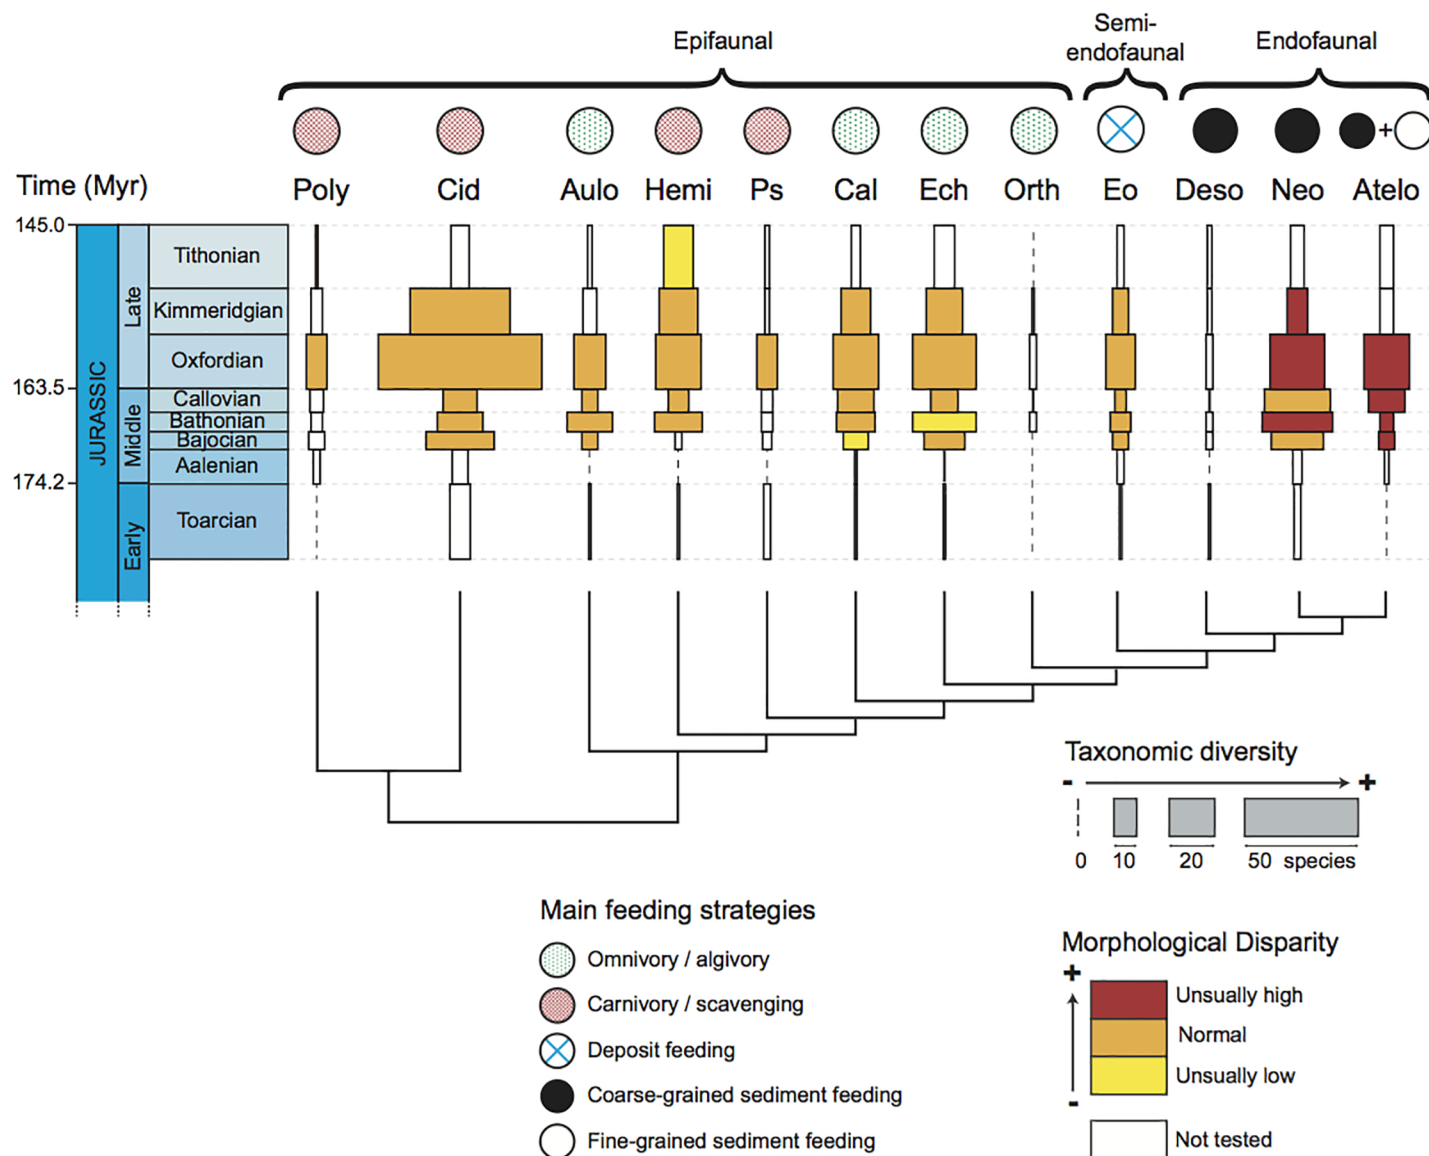 Epifaunal
Semi-
endofaunal
Endofaunal
+
Time (Myr)
Poly Cid Aulo Hemi Ps Cal Ech Orth Eo Deso Neo Atelo
145.0
163.5
174.2
JURASSIC
Late
Middle
Early
Tithonian
Kimmeridgian
Oxfordian
Callovian
Bathonian
Bajocian
Aalenian
Toarcian
Taxonomic diversity
- +
0 10 20 50 species
Main feeding strategies
Omnivory / algivory
Carnivory / scavenging
Deposit feeding
Coarse-grained sediment feeding
Fine-grained sediment feeding
Morphological Disparity
+
Unsually high
Normal
Unsually low
-
Not tested